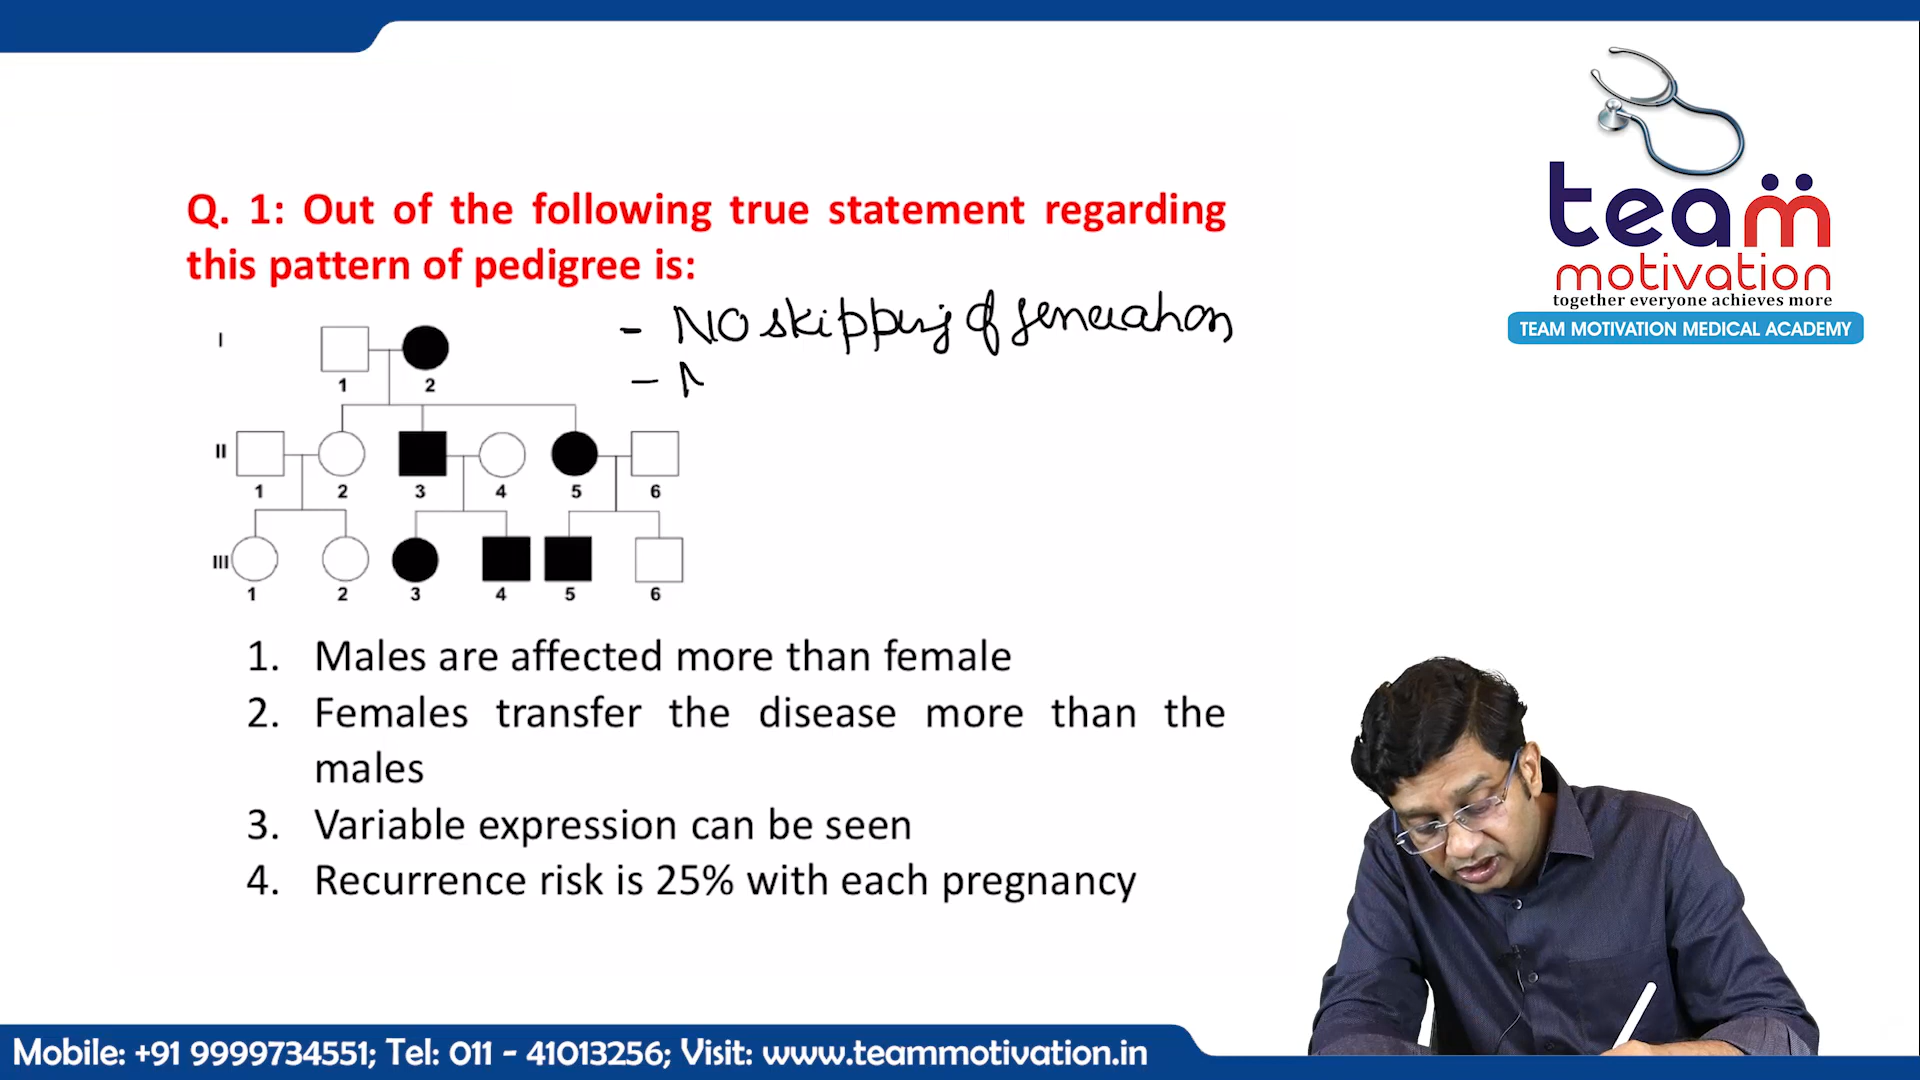 team
motivation
together everyone achieves more
TEAM MOTIVATION MEDICAL ACADEMY
Q. 1: Out of the following true statement regarding
this pattern of pedigree is:
- NO skipping of generation
- N
I
1 2
II
1 2 3 4 5 6
III
1 2 3 4 5 6
1. Males are affected more than female
2. Females transfer the disease more than the
males
3. Variable expression can be seen
4. Recurrence risk is 25% with each pregnancy
Mobile: +91 9999734551; Tel: 011 - 41013256; Visit: www.teammotivation.in